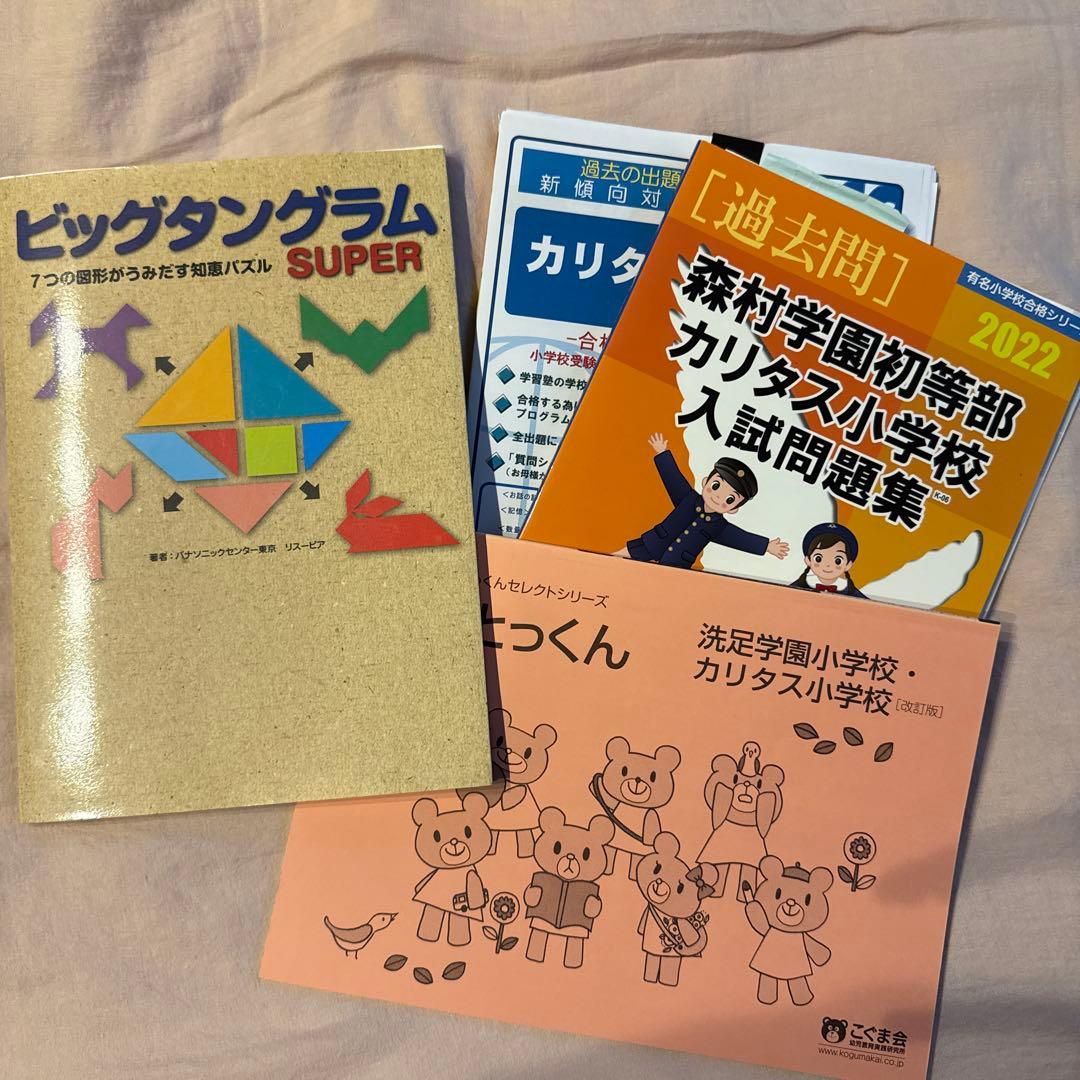 ビッグタングラム
SUPER
7つの図形がうみだす知恵パズル
著者：パナソニックセンター東京 リスーピア
過去の出題
新傾向対
カリタ
合格
小学校受験
学習塾の学校
合格する為に
プログラム
全出題に
「質問シ
(お母様が
<お話の記
<記憶>
<数量
[過去問]
有名小学校合格シリー
2022
森村学園初等部
カリタス小学校
入試問題集
K-06
くんセレクトシリーズ
とっくん
洗足学園小学校・
カリタス小学校[改訂版]
こぐま会
幼児教育実践研究所
www.kogumakai.co.jp